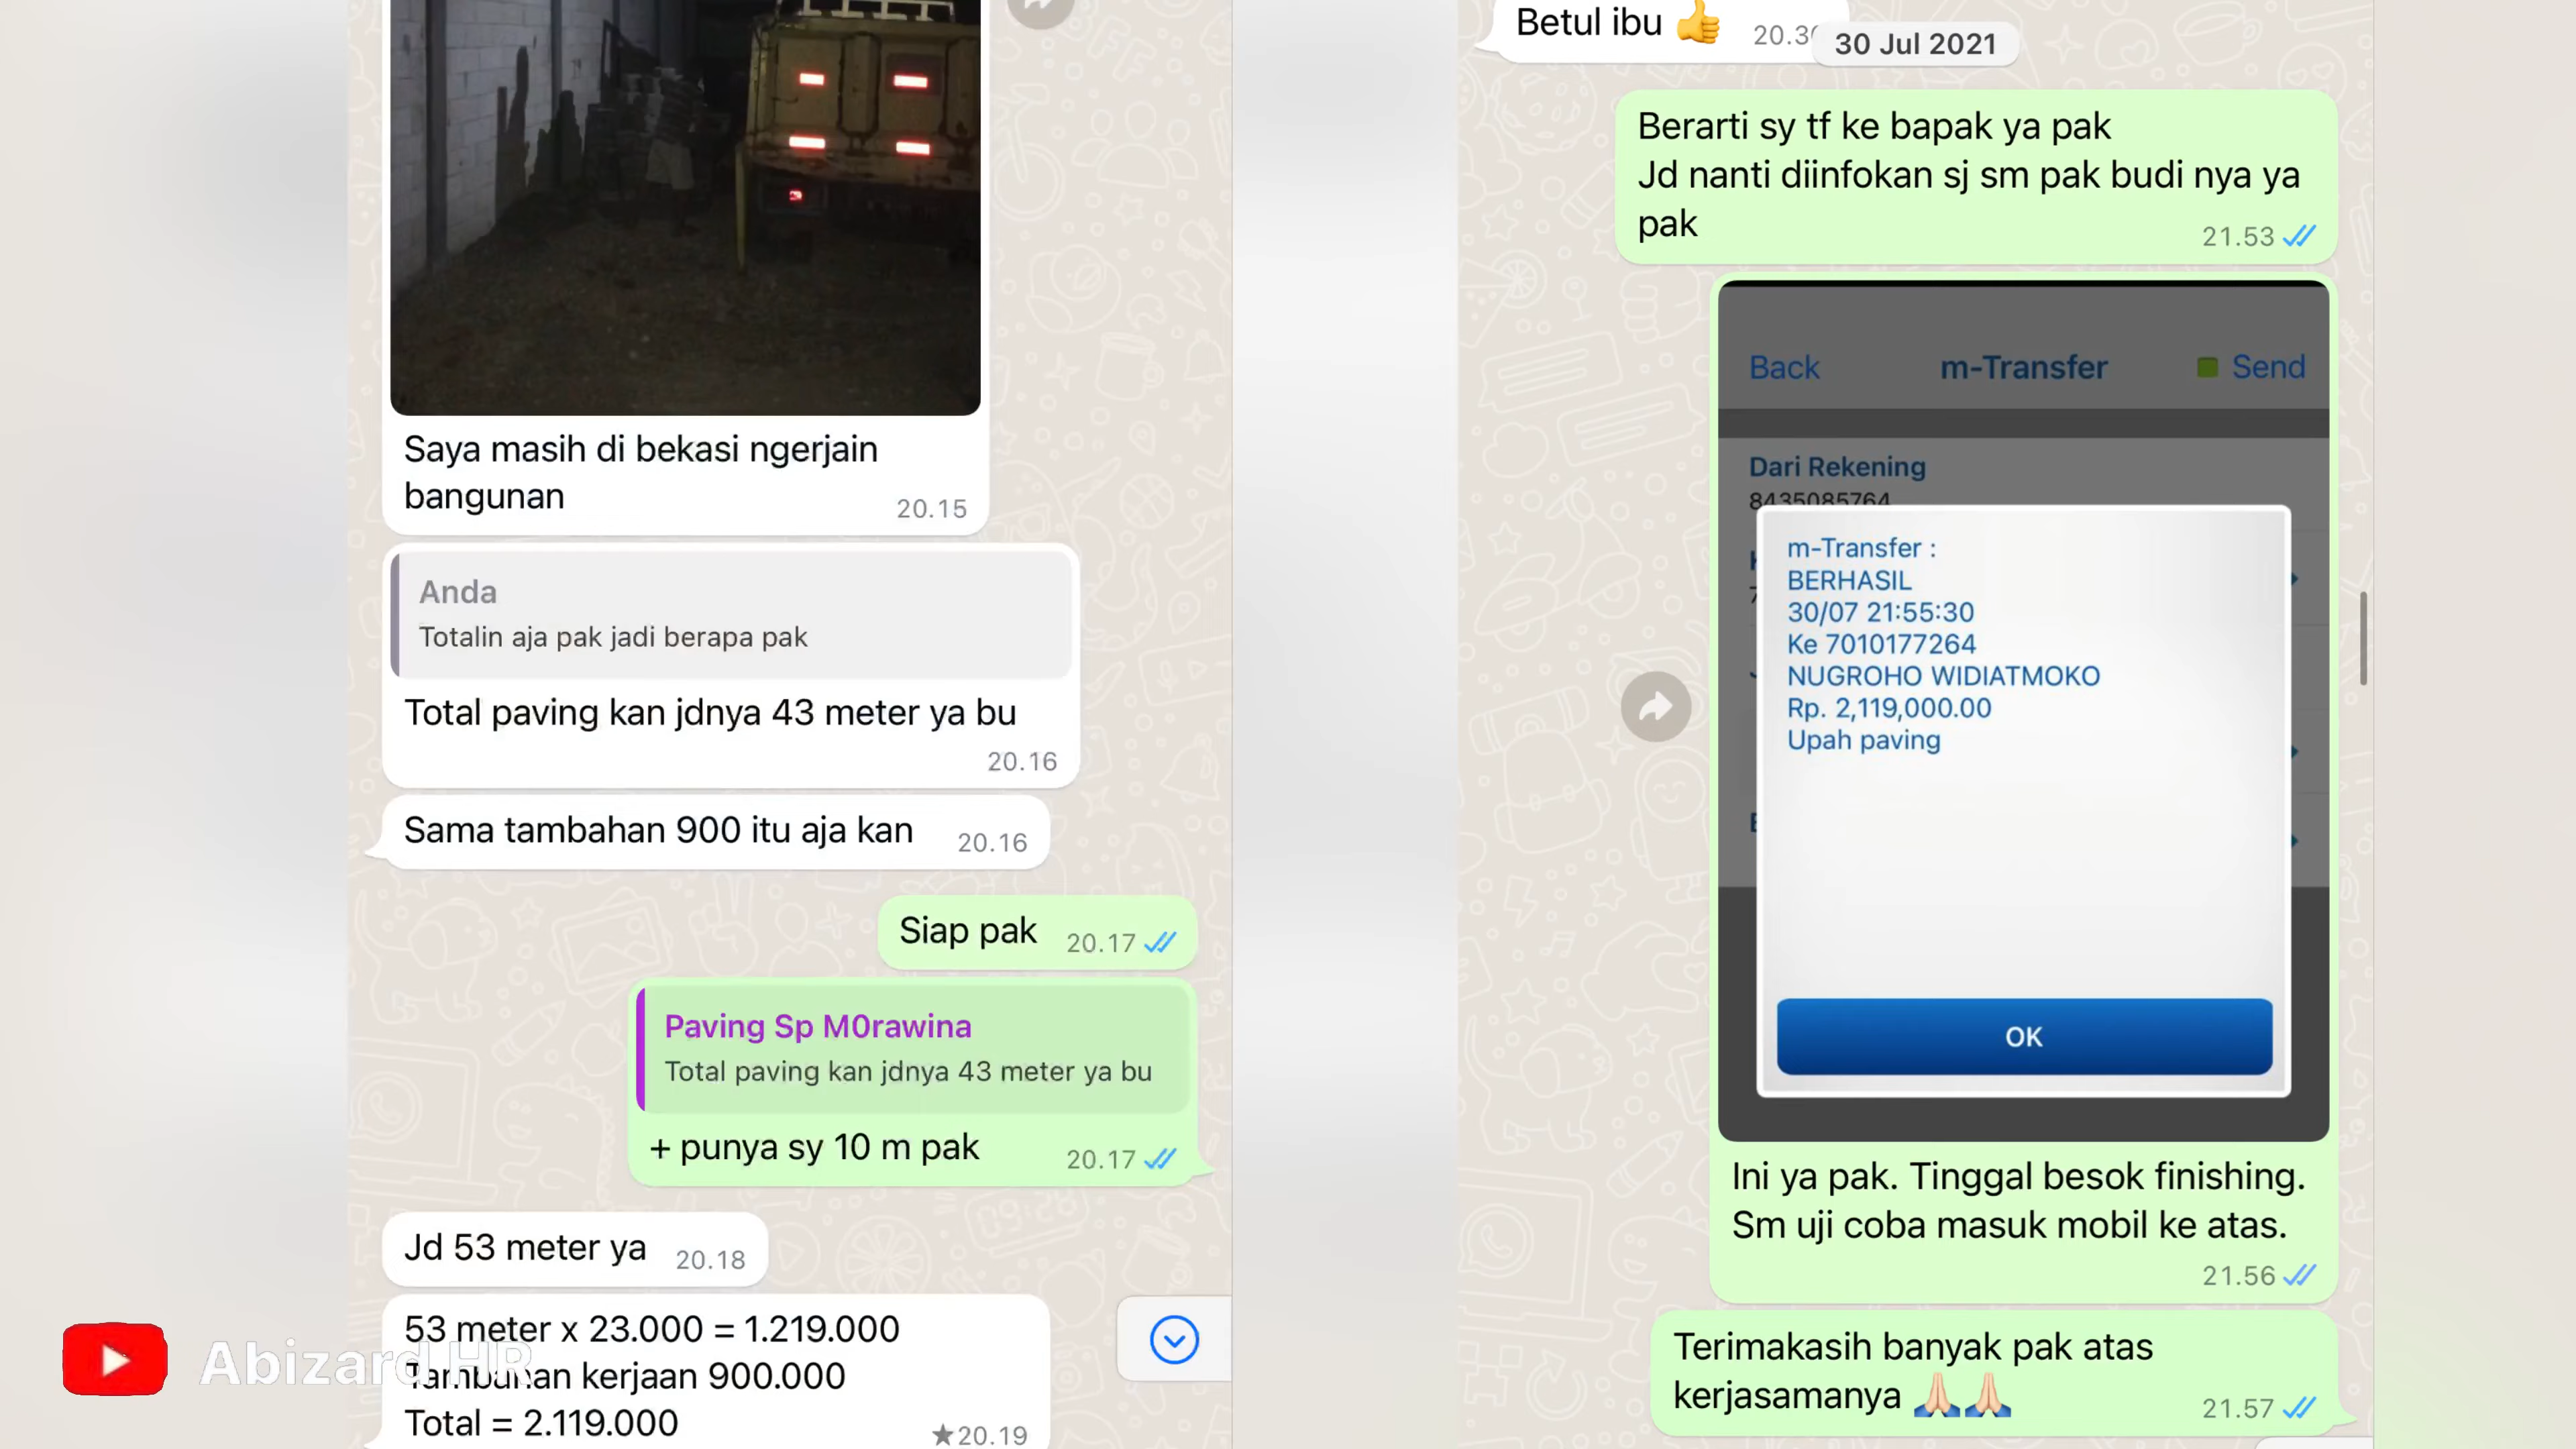 Saya masih di bekasi ngerjain
bangunan
20.15
Anda
Totalin aja pak jadi berapa pak
Total paving kan jdnya 43 meter ya bu
20.16
Sama tambahan 900 itu aja kan 20.16
Siap pak 20.17
Paving Sp M0rawina
Total paving kan jdnya 43 meter ya bu
+ punya sy 10 m pak 20.17
Jd 53 meter ya 20.18
53 meter x 23.000 = 1.219.000
Tambahan kerjaan 900.000
Total = 2.119.000
★20.19
Abizard HR
Betul ibu 👍
30 Jul 2021
Berarti sy tf ke bapak ya pak
Jd nanti diinfokan sj sm pak budi nya ya
pak
21.53
Back m-Transfer Send
Dari Rekening
8435085764
m-Transfer :
BERHASIL
30/07 21:55:30
Ke 7010177264
NUGROHO WIDIATMOKO
Rp. 2,119,000.00
Upah paving
OK
Ini ya pak. Tinggal besok finishing.
Sm uji coba masuk mobil ke atas.
21.56
Terimakasih banyak pak atas
kerjasamanya 🙏🙏
21.57